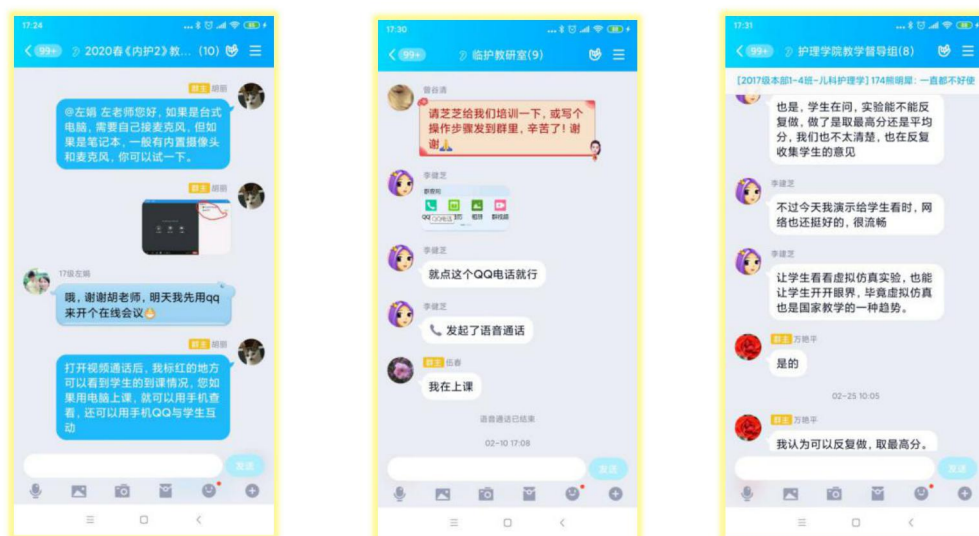 17:24
99+
2020春《内护2》教... (10)
群主 胡丽
@左娟 左老师您好，如果是台式
电脑，需要自己接麦克风，但如
果是笔记本，一般有内置摄像头
和麦克风，你可以试一下。
群主 胡丽
17级左娟
哦，谢谢胡老师，明天我先用qq
来开个在线会议
群主 胡丽
打开视频通话后，我标红的地方
可以看到学生的到课情况，您如
果用电脑上课，就可以用手机查
看，还可以用手机QQ与学生互
动
发送
17:30
99+
临护教研室(9)
曾谷清
请芝芝给我们培训一下，或写个
操作步骤发到群里，辛苦了！谢
谢
李健芝
QQ电话
李健芝
就点这个QQ电话就行
李健芝
发起了语音通话
群主 伍春
我在上课
语音通话已结束
02-10 17:08
发送
17:31
99+
护理学院教学督导组(8)
[2017级本部1-4班-儿科护理学] 174熊明犀：一直都不好使
也是，学生在问，实验能不能反
复做，做了是取最高分还是平均
分，我们也不太清楚，也在反复
收集学生的意见
李健芝
不过今天我演示给学生看时，网
络也还挺好的，很流畅
李健芝
让学生看看虚拟仿真实验，也能
让学生开开眼界，毕竟虚拟仿真
也是国家教学的一种趋势。
群主 万艳平
是的
02-25 10:05
群主 万艳平
我认为可以反复做，取最高分。
发送